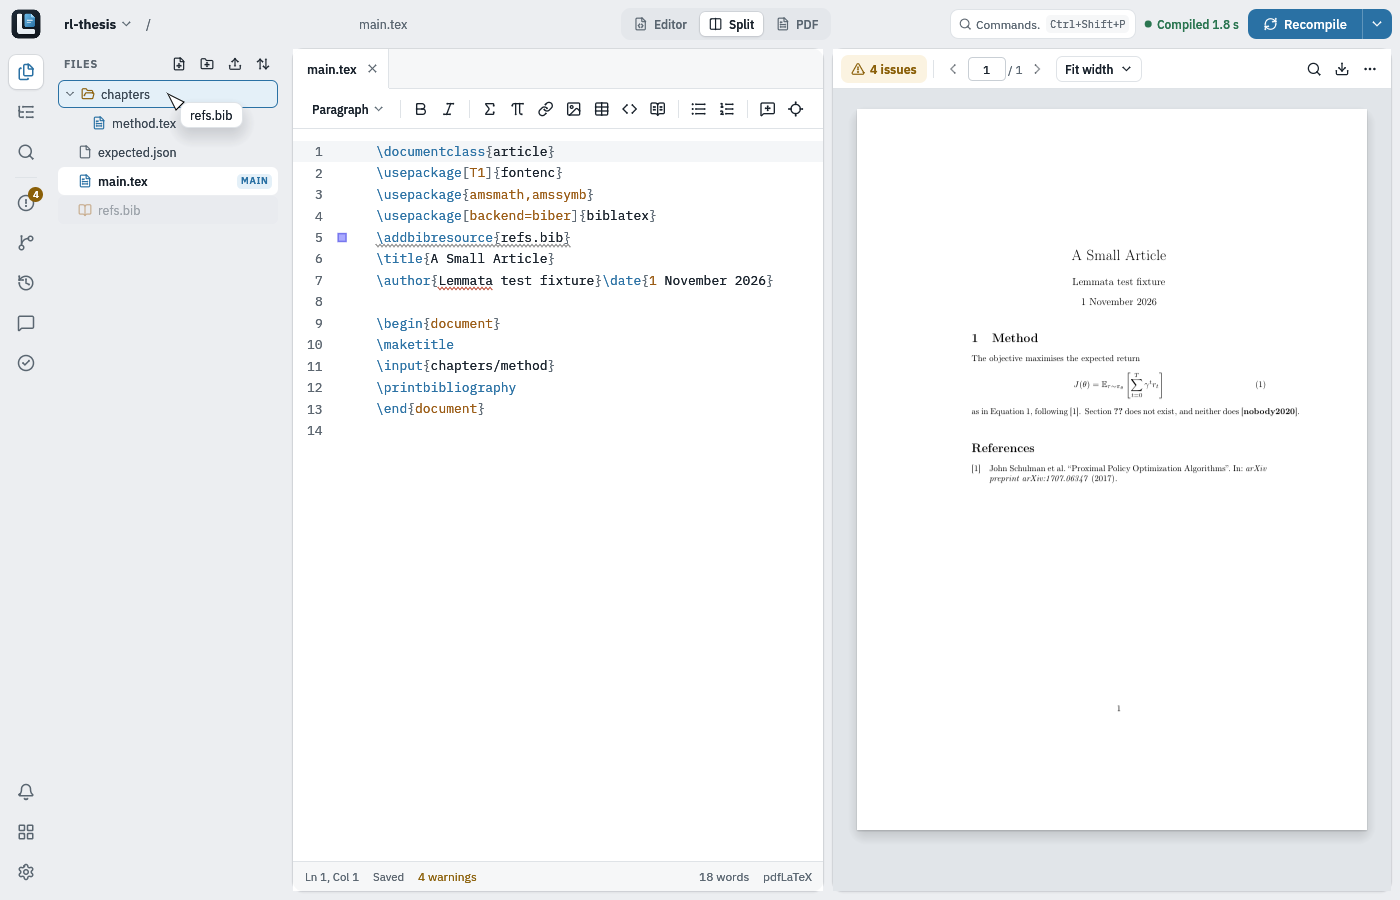 rl-thesis
/
main.tex
Editor
Split
PDF
Commands. Ctrl+Shift+P
Compiled 1.8 s
Recompile
FILES
chapters
refs.bib
method.tex
expected.json
main.tex MAIN
refs.bib
4
main.tex
Paragraph
1 \documentclass{article}
2 \usepackage[T1]{fontenc}
3 \usepackage{amsmath,amssymb}
4 \usepackage[backend=biber]{biblatex}
5 \addbibresource{refs.bib}
6 \title{A Small Article}
7 \author{Lemmata test fixture}\date{1 November 2026}
8
9 \begin{document}
10 \maketitle
11 \input{chapters/method}
12 \printbibliography
13 \end{document}
14
Ln 1, Col 1 Saved 4 warnings 18 words pdfLaTeX
4 issues
1 / 1
Fit width
A Small Article
Lemmata test fixture
1 November 2026
1 Method
The objective maximises the expected return
J(θ) = 𝔼τ∼πθ [∑t=0T γtrt] (1)
as in Equation 1, following [1]. Section ?? does not exist, and neither does [nobody2020].
References
[1] John Schulman et al. “Proximal Policy Optimization Algorithms”. In: arXiv
preprint arXiv:1707.06347 (2017).
1